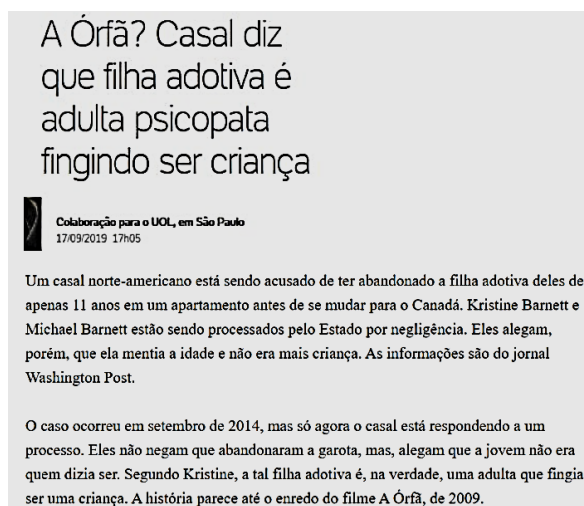 A Órfã? Casal diz
que filha adotiva é
adulta psicopata
fingindo ser criança
Colaboração para o UOL, em São Paulo
17/09/2019 17h05
Um casal norte-americano está sendo acusado de ter abandonado a filha adotiva deles de
apenas 11 anos em um apartamento antes de se mudar para o Canadá. Kristine Barnett e
Michael Barnett estão sendo processados pelo Estado por negligência. Eles alegam,
porém, que ela mentia a idade e não era mais criança. As informações são do jornal
Washington Post.
O caso ocorreu em setembro de 2014, mas só agora o casal está respondendo a um
processo. Eles não negam que abandonaram a garota, mas, alegam que a jovem não era
quem dizia ser. Segundo Kristine, a tal filha adotiva é, na verdade, uma adulta que fingia
ser uma criança. A história parece até o enredo do filme A Órfã, de 2009.